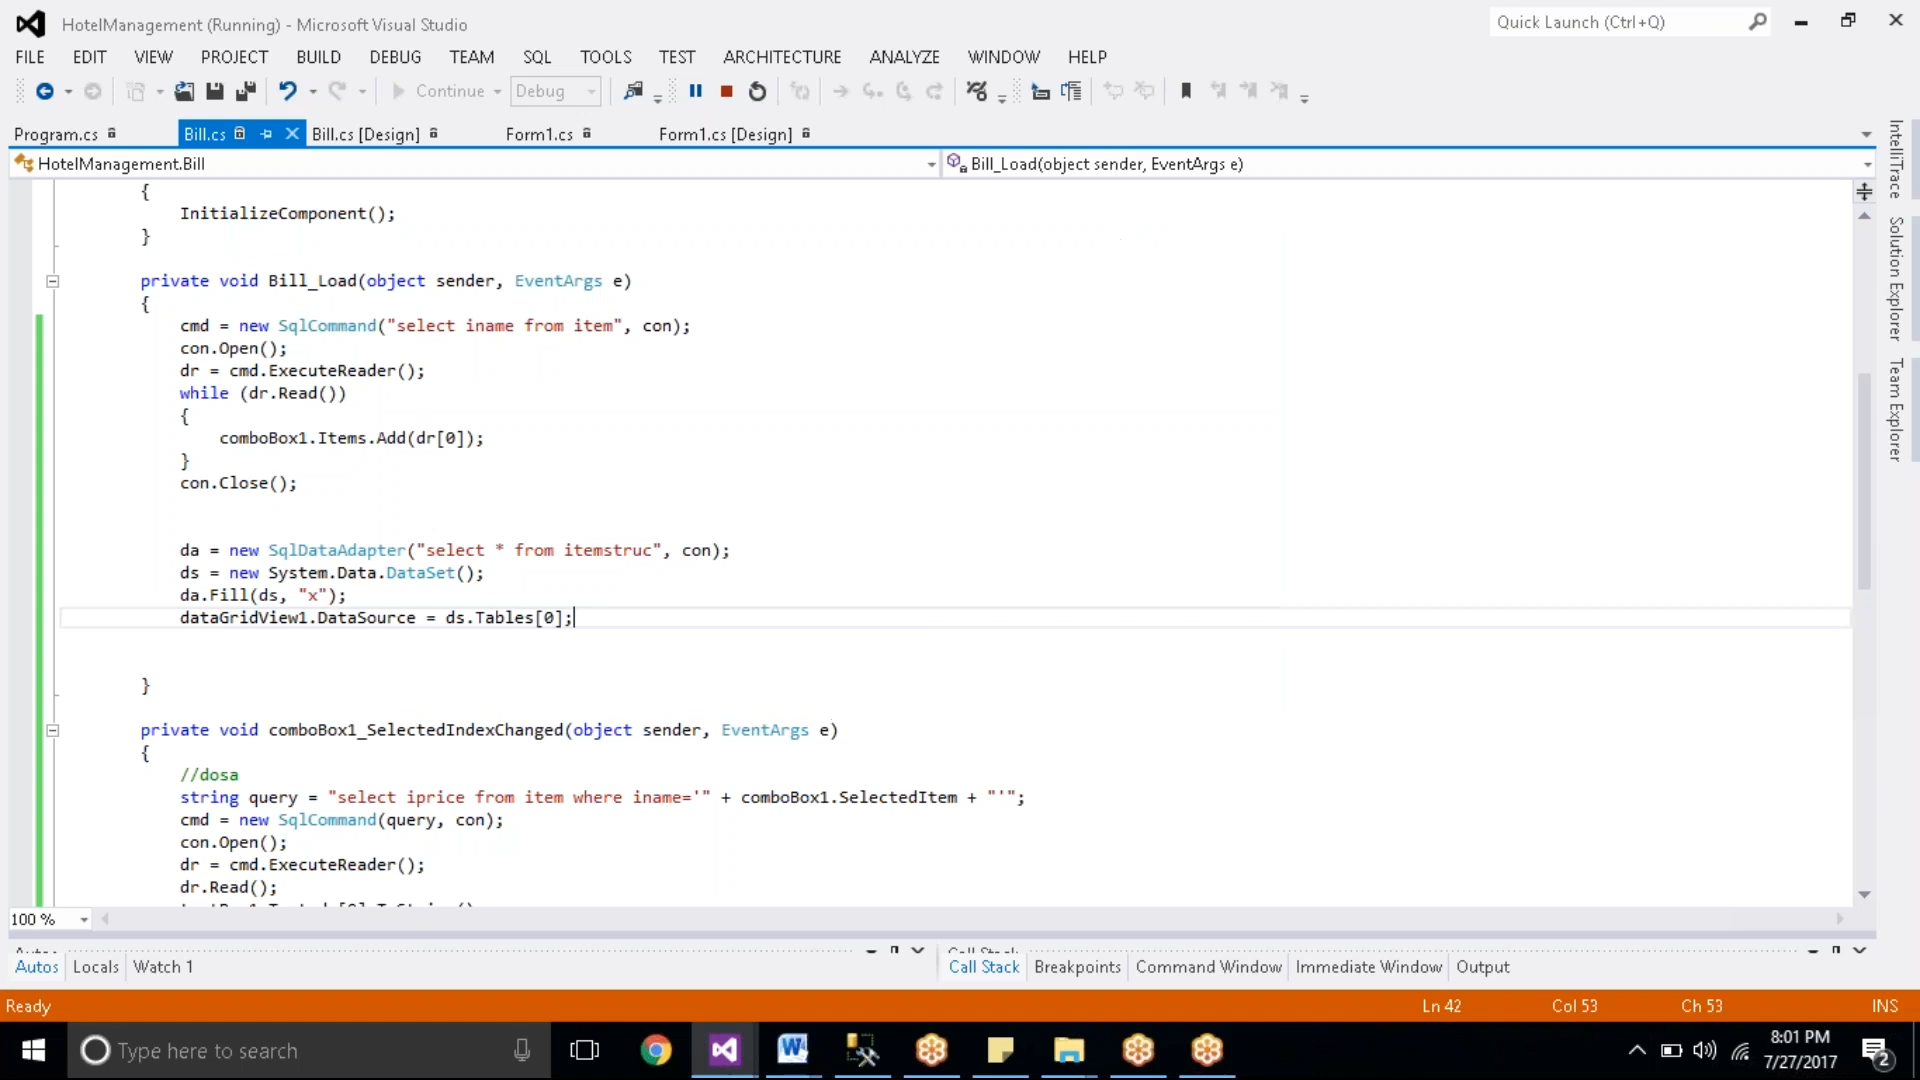 HotelManagement (Running) - Microsoft Visual Studio
Quick Launch (Ctrl+Q)
FILE EDIT VIEW PROJECT BUILD DEBUG TEAM SQL TOOLS TEST ARCHITECTURE ANALYZE WINDOW HELP
Continue Debug
Program.cs Bill.cs Bill.cs [Design] Form1.cs Form1.cs [Design]
HotelManagement.Bill Bill_Load(object sender, EventArgs e)
{
InitializeComponent();
}
private void Bill_Load(object sender, EventArgs e)
{
cmd = new SqlCommand("select iname from item", con);
con.Open();
dr = cmd.ExecuteReader();
while (dr.Read())
{
comboBox1.Items.Add(dr[0]);
}
con.Close();
da = new SqlDataAdapter("select * from itemstruc", con);
ds = new System.Data.DataSet();
da.Fill(ds, "x");
dataGridView1.DataSource = ds.Tables[0];
}
private void comboBox1_SelectedIndexChanged(object sender, EventArgs e)
{
//dosa
string query = "select iprice from item where iname='" + comboBox1.SelectedItem + "'";
cmd = new SqlCommand(query, con);
con.Open();
dr = cmd.ExecuteReader();
dr.Read();
IntelliTrace
Solution Explorer
Team Explorer
100 %
Autos Locals Watch 1
Call Stack Breakpoints Command Window Immediate Window Output
Ready Ln 42 Col 53 Ch 53 INS
Type here to search
8:01 PM
7/27/2017
2